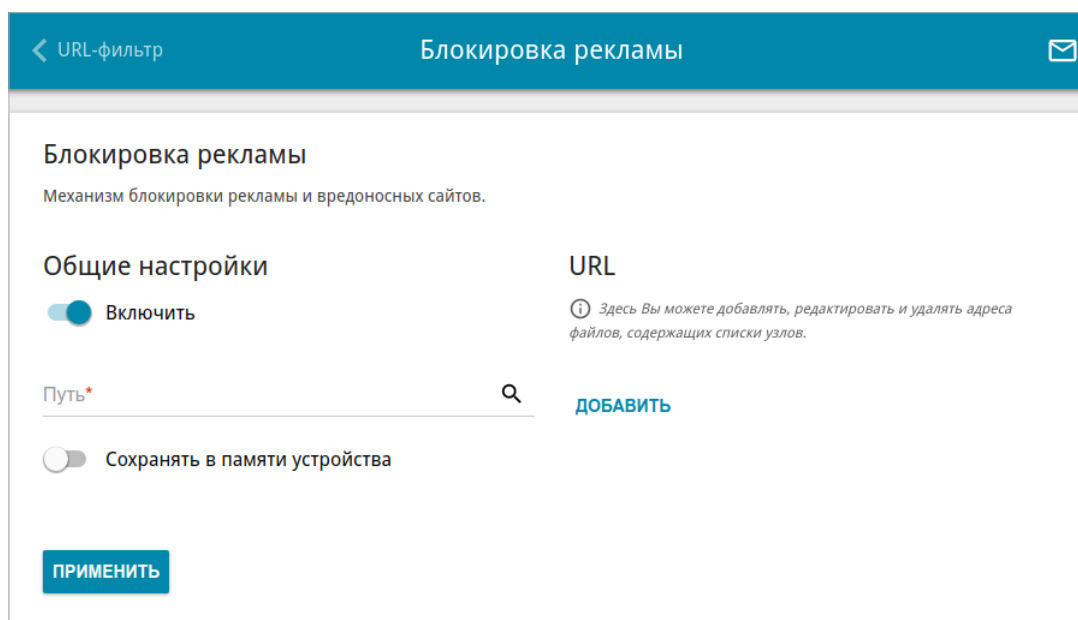 URL-фильтр
Блокировка рекламы
Блокировка рекламы
Механизм блокировки рекламы и вредоносных сайтов.
Общие настройки
Включить
Путь*
Сохранять в памяти устройства
ПРИМЕНИТЬ
URL
Здесь Вы можете добавлять, редактировать и удалять адреса
файлов, содержащих списки узлов.
ДОБАВИТЬ